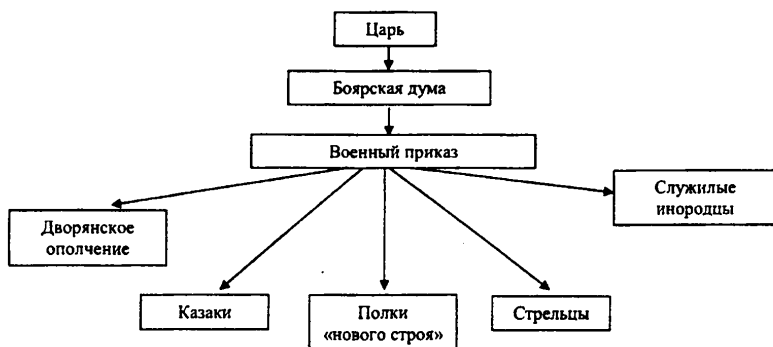 Царь
Боярская дума
Военный приказ
Служилые
инородцы
Дворянское
ополчение
Казаки
Полки
«нового строя»
Стрельцы